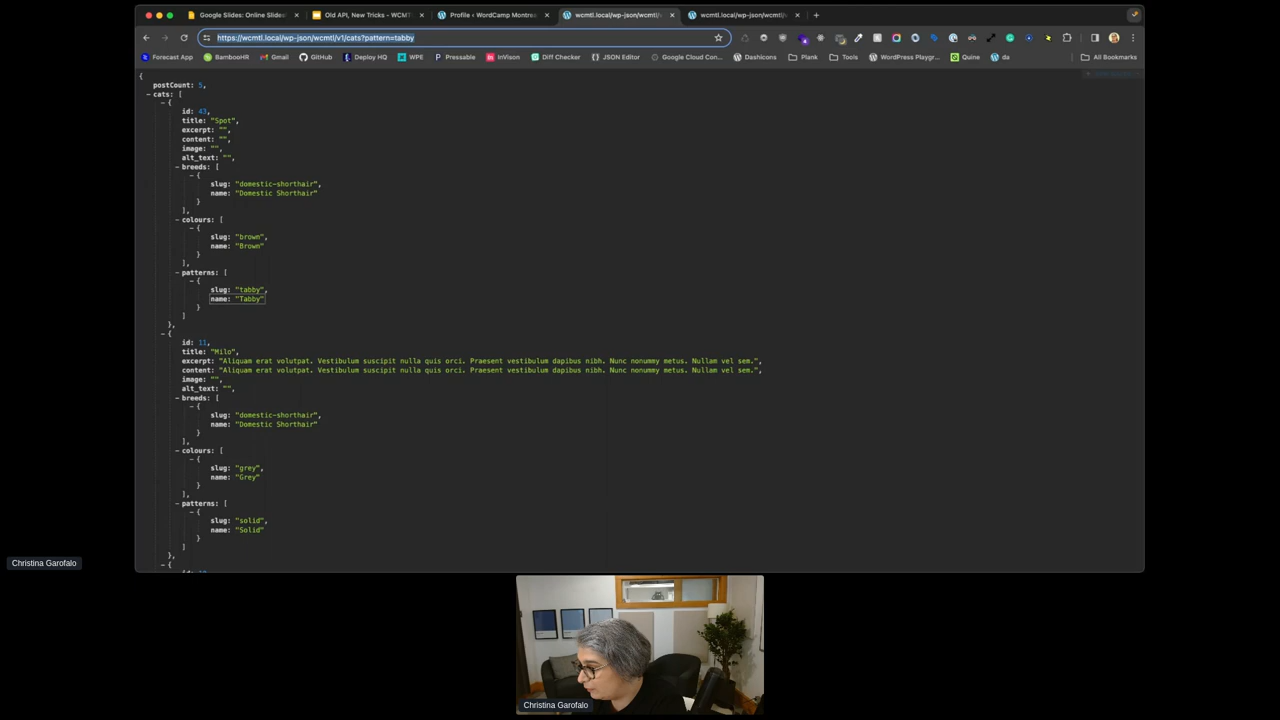 Google Slides: Online Slides
Old API, New Tricks - WCMT
Profile ‹ WordCamp Montrea
wcmtl.local/wp-json/wcmtl/
wcmtl.local/wp-json/wcmtl/v
https://wcmtl.local/wp-json/wcmtl/v1/cats?pattern=tabby
Forecast App
BambooHR
Gmail
GitHub
Deploy HQ
WPE
Pressable
InVison
Diff Checker
JSON Editor
Google Cloud Con...
Dashicons
Plank
Tools
WordPress Playgr...
Quine
da
All Bookmarks
{
postCount: 5,
− cats: [
− {
id: 43,
title: "Spot",
excerpt: "",
content: "",
image: "",
alt_text: "",
− breeds: [
− {
slug: "domestic-shorthair",
name: "Domestic Shorthair"
}
],
− colours: [
− {
slug: "brown",
name: "Brown"
}
],
− patterns: [
− {
slug: "tabby",
name: "Tabby"
}
]
},
− {
id: 11,
title: "Milo",
excerpt: "Aliquam erat volutpat. Vestibulum suscipit nulla quis orci. Praesent vestibulum dapibus nibh. Nunc nonummy metus. Nullam vel sem.",
content: "Aliquam erat volutpat. Vestibulum suscipit nulla quis orci. Praesent vestibulum dapibus nibh. Nunc nonummy metus. Nullam vel sem.",
image: "",
alt_text: "",
− breeds: [
− {
slug: "domestic-shorthair",
name: "Domestic Shorthair"
}
],
− colours: [
− {
slug: "grey",
name: "Grey"
}
],
− patterns: [
− {
slug: "solid",
name: "Solid"
}
]
},
− {
Christina Garofalo
Christina Garofalo